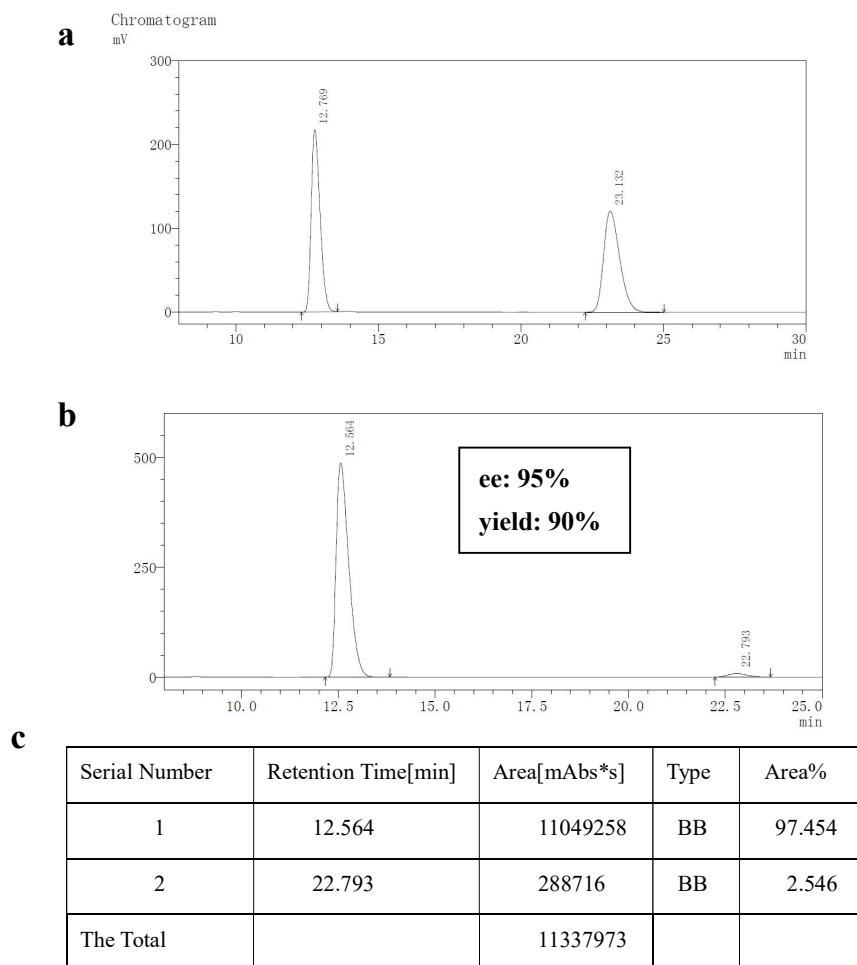 a
Chromatogram
mV
300
200
100
0
12.769
23.132
10 15 20 25 30
min
b
500
250
0
12.564
22.793
ee: 95%
yield: 90%
10.0 12.5 15.0 17.5 20.0 22.5 25.0
min
c
Serial Number Retention Time[min] Area[mAbs*s] Type Area%
1 12.564 11049258 BB 97.454
2 22.793 288716 BB 2.546
The Total 11337973